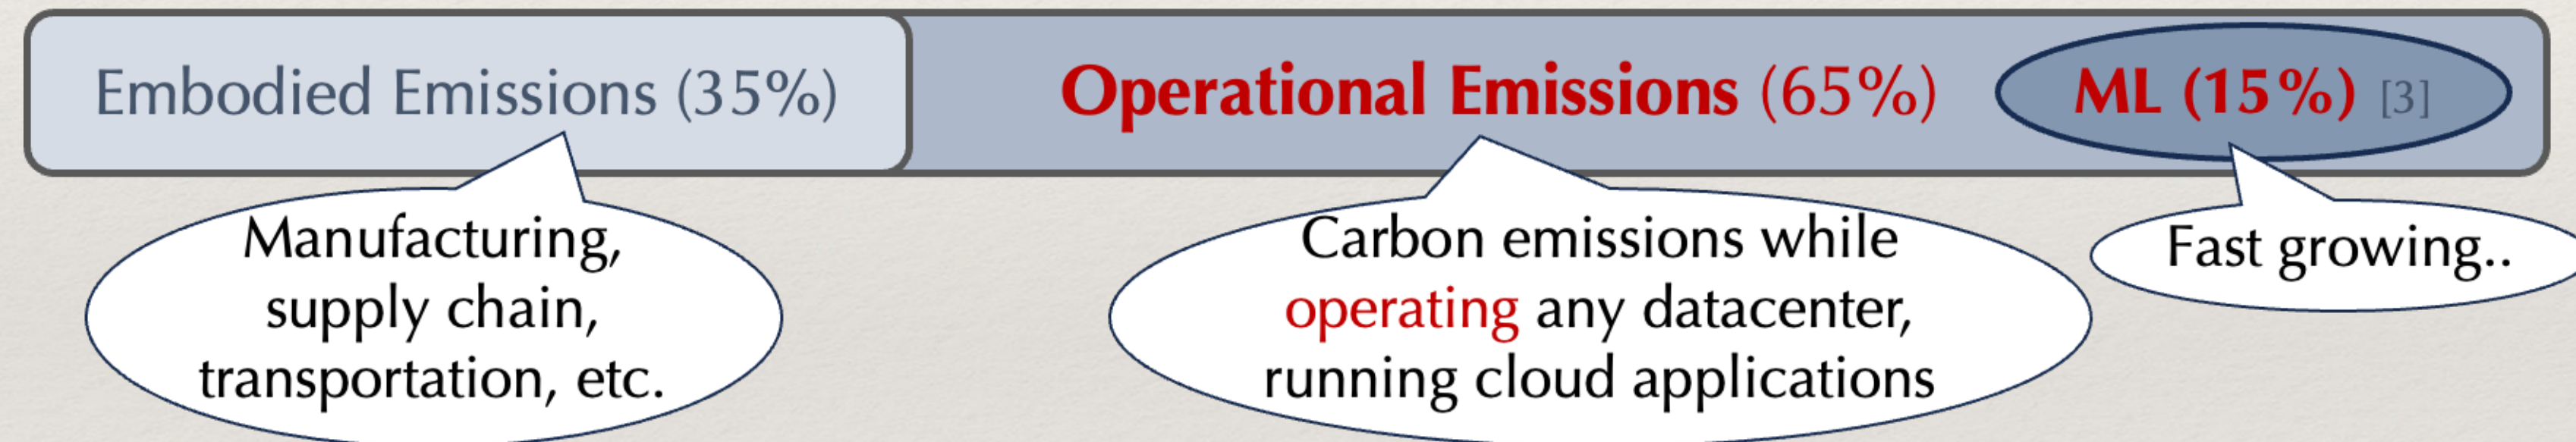 Embodied Emissions (35%)
Operational Emissions (65%)
ML (15%) [3]
Manufacturing,
supply chain,
transportation, etc.
Carbon emissions while
operating any datacenter,
running cloud applications
Fast growing..